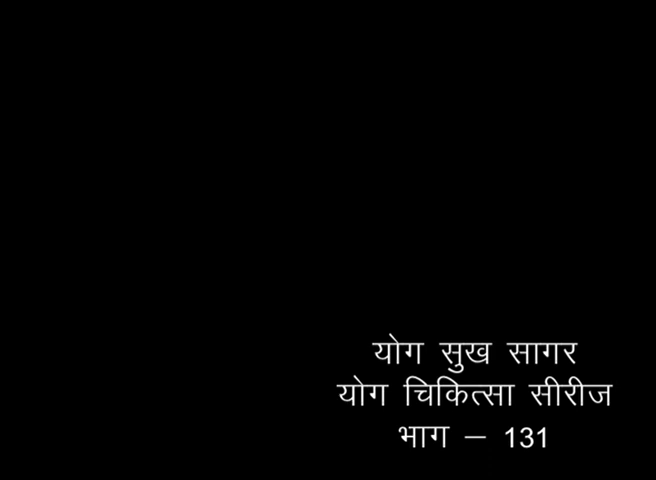 योग सुख सागर
योग चिकित्सा सीरीज
भाग – 131